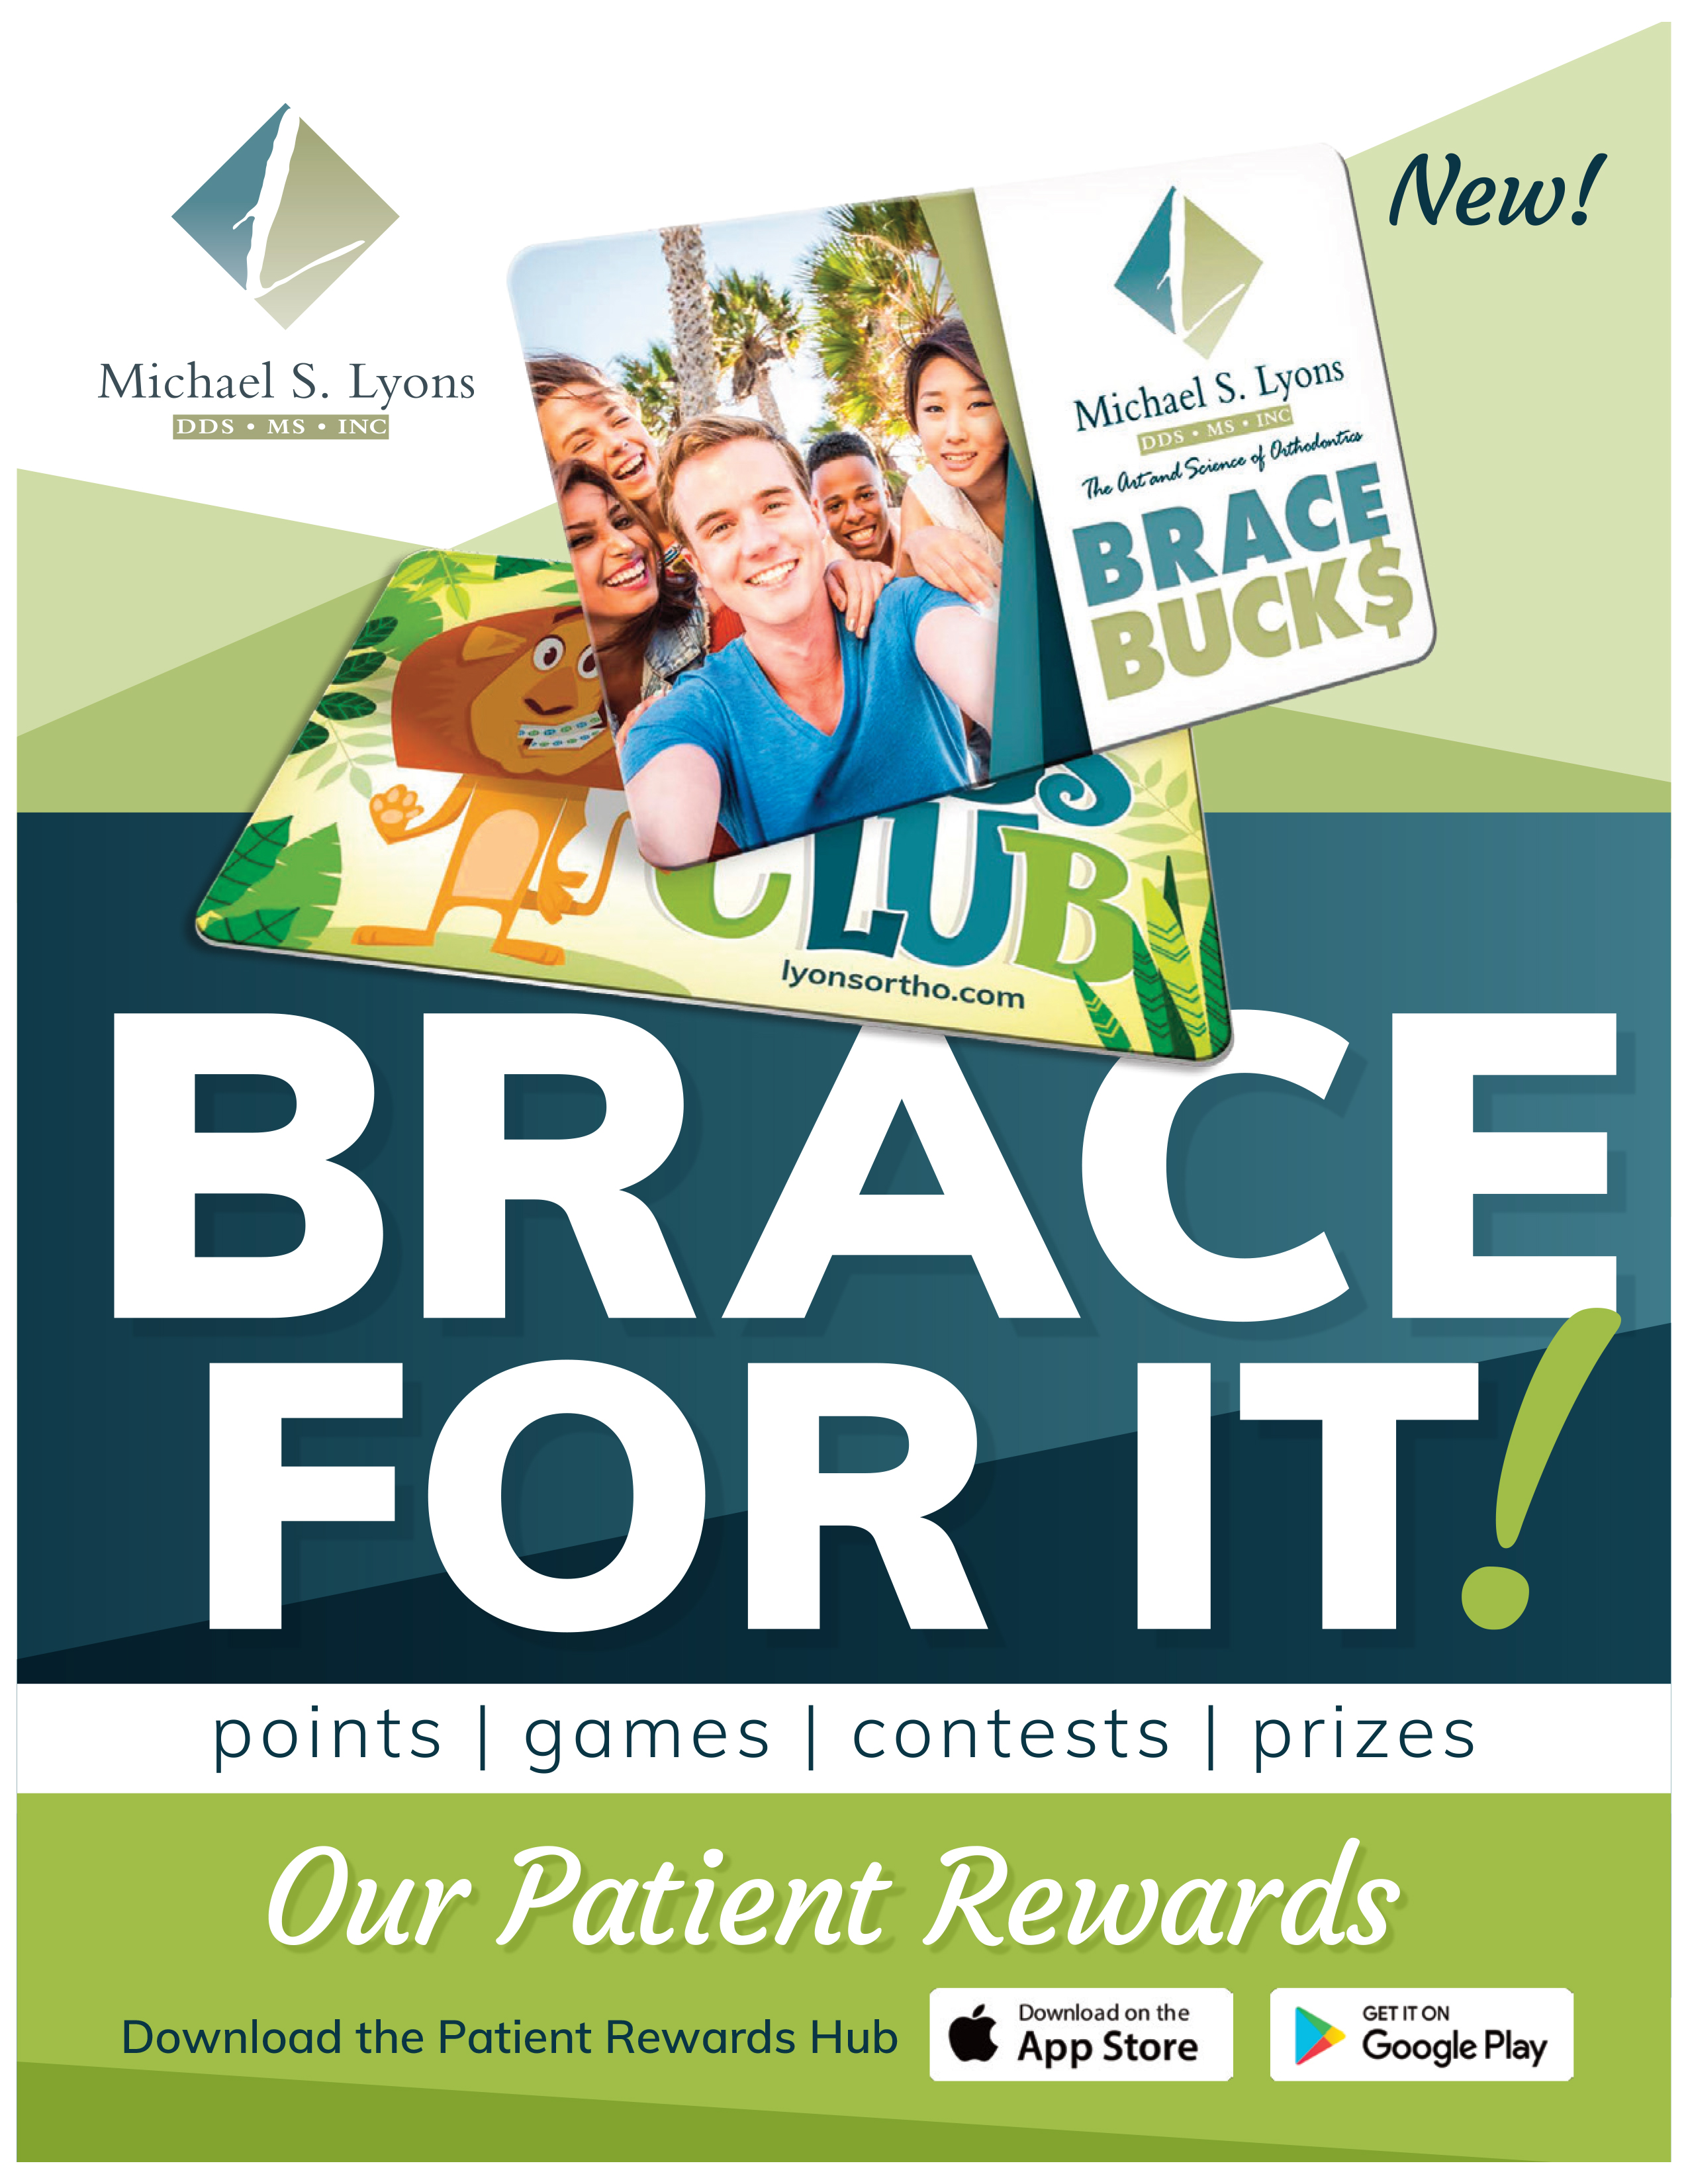 New!
Michael S. Lyons
DDS • MS • INC
Michael S. Lyons
DDS • MS • INC
The Art and Science of Orthodontics
BRACE
BUCK$
CLUB
lyonsortho.com
BRACE
FOR IT!
points | games | contests | prizes
Our Patient Rewards
Download the Patient Rewards Hub
Download on the
App Store
GET IT ON
Google Play